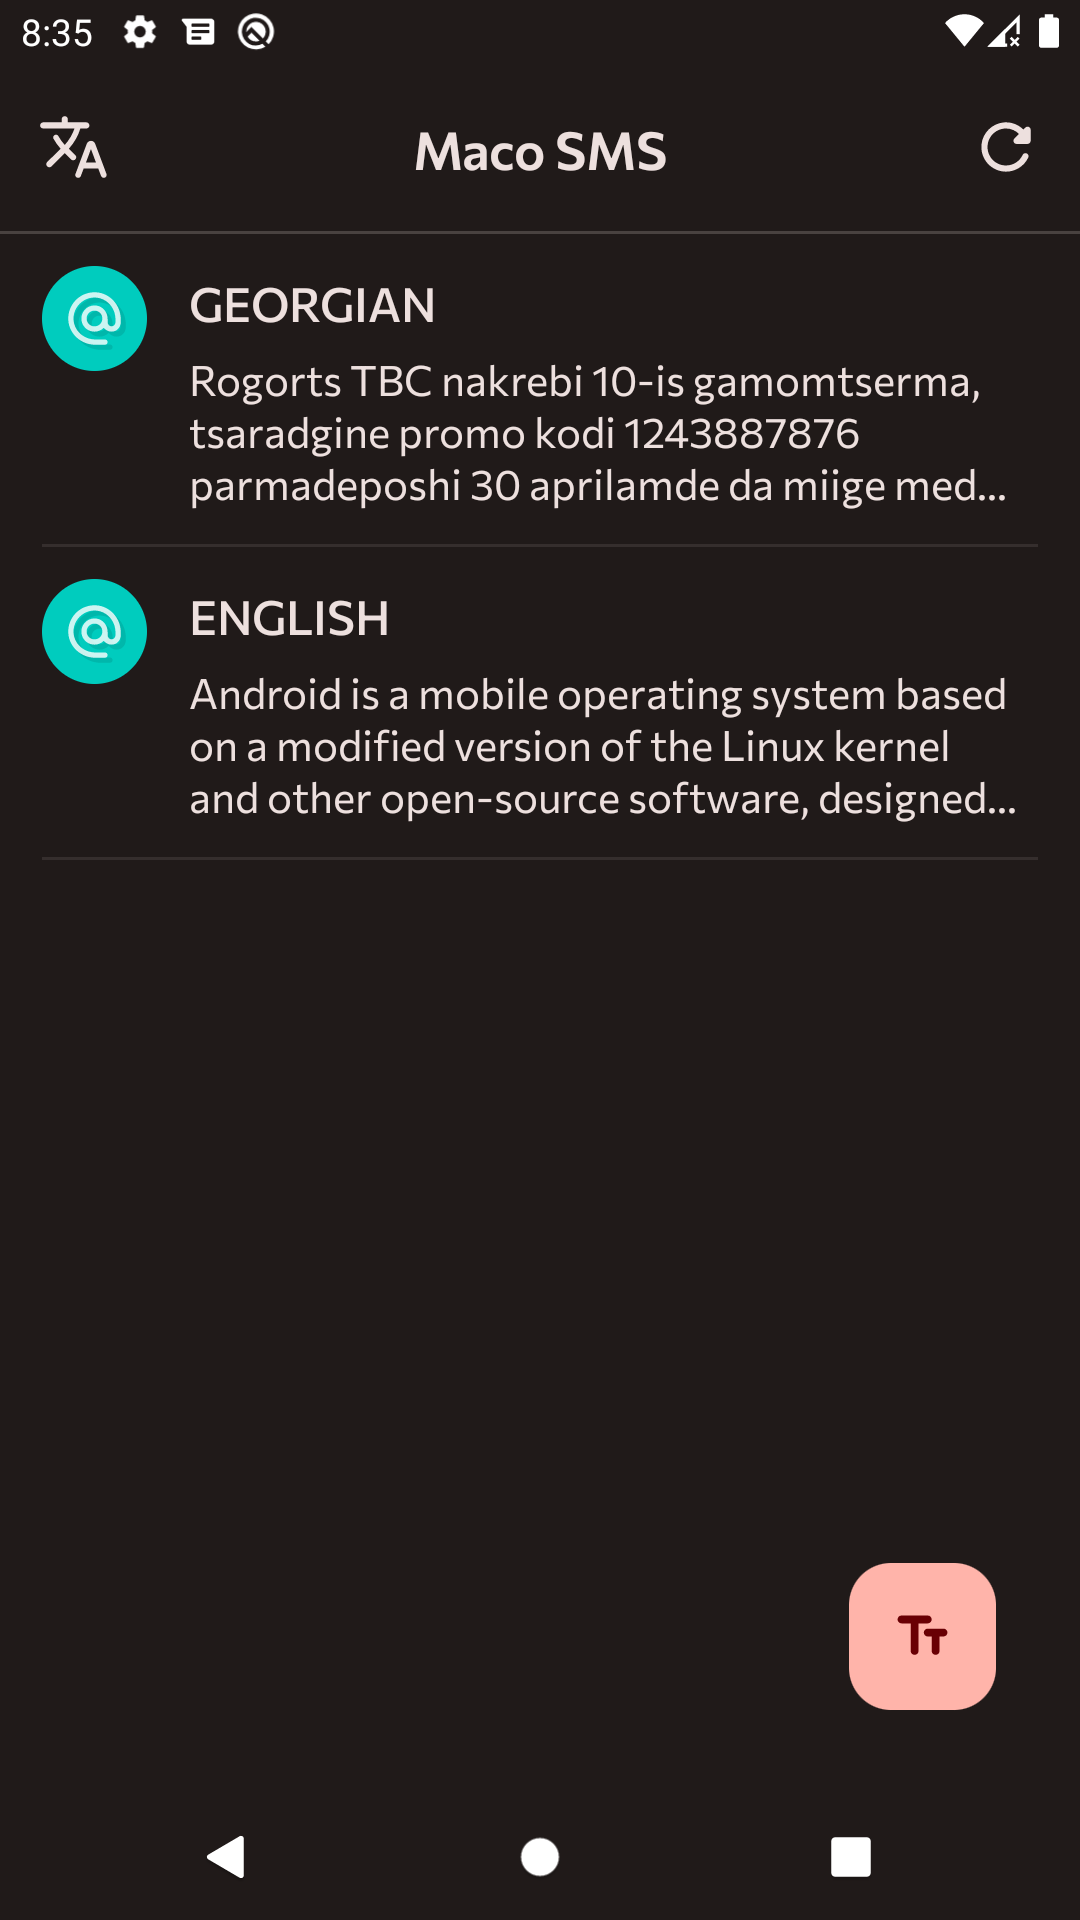 8:35
Maco SMS
GEORGIAN
Rogorts TBC nakrebi 10-is gamomtserma,
tsaradgine promo kodi 1243887876
parmadeposhi 30 aprilamde da miige med...
ENGLISH
Android is a mobile operating system based
on a modified version of the Linux kernel
and other open-source software, designed...